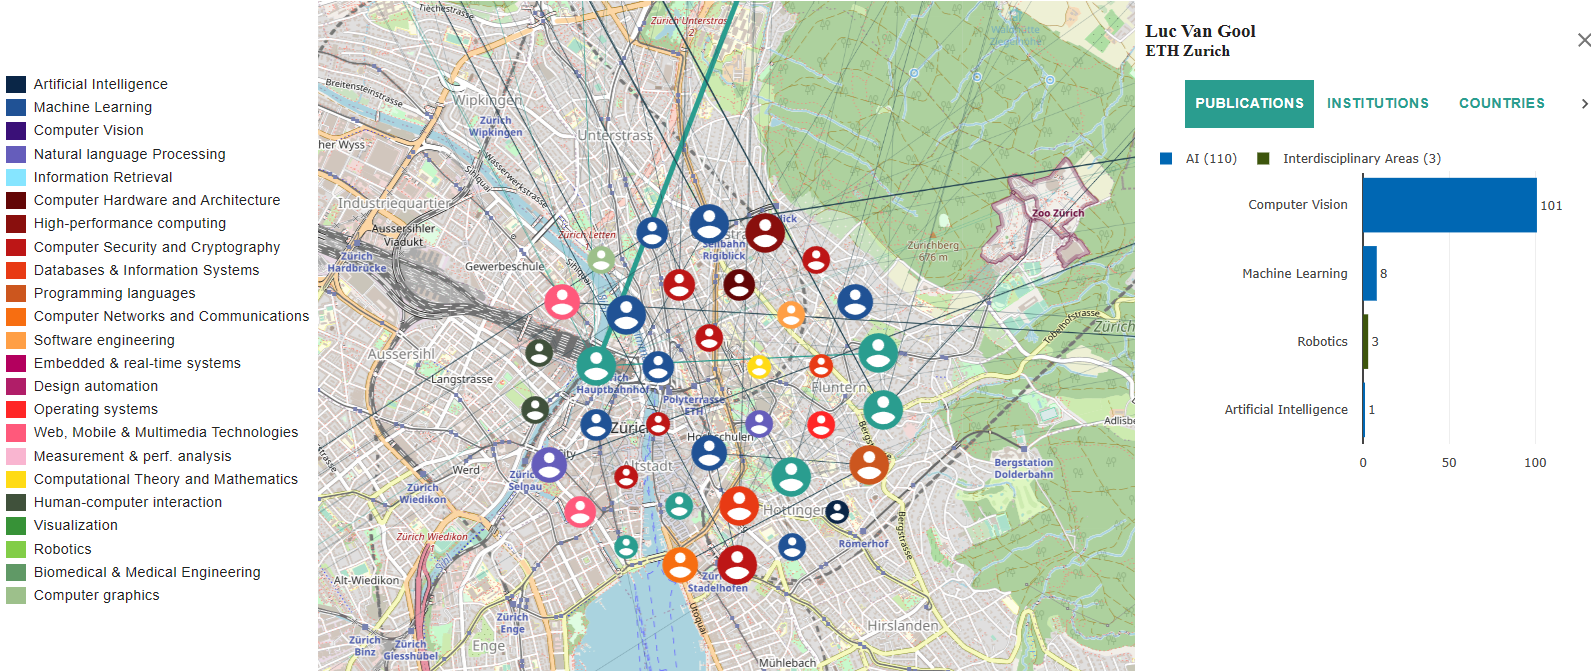 Artificial Intelligence
Machine Learning
Computer Vision
Natural language Processing
Information Retrieval
Computer Hardware and Architecture
High-performance computing
Computer Security and Cryptography
Databases & Information Systems
Programming languages
Computer Networks and Communications
Software engineering
Embedded & real-time systems
Design automation
Operating systems
Web, Mobile & Multimedia Technologies
Measurement & perf. analysis
Computational Theory and Mathematics
Human-computer interaction
Visualization
Robotics
Biomedical & Medical Engineering
Computer graphics
Tiechestrasse
Zürich Unterstrass
2
Waldhütte
Ziegelhöhe
Breitensteinstrasse
Wipkingen
Zürich
Wipkingen
Unterstrass
her Wyss
Wasserwerkstrasse
Sihlquai
Industriequartier
Aussersihler
Viadukt
Zürich Letten
Zoo Zürich
Seilbahn
Rigiblick
Zürichberg
676 m
Zürich
Hardbrücke
Gewerbeschule
Sihlquai
Tobelhofstrasse
Zürich
Aussersihl
Langstrasse
Hauptbahnhof
Fluntern
Polyterrasse
ETH
Adlisbe
Hochschulen
City
Altstadt
Werd
Zürich
Selnau
Bergstation
Dolderbahn
Zürich
Wiedikon
Hottingen
Zürich Wiedikon
1
Römerhof
Bergstrasse
Alt-Wiedikon
Stadelhofen
Zürich
Enge
Utoquai
Hirslanden
Zürich
Binz
Zürich
Giesshübel
Enge
Mühlebach
Luc Van Gool
ETH Zurich
PUBLICATIONS INSTITUTIONS COUNTRIES
AI (110) Interdisciplinary Areas (3)
Computer Vision 101
Machine Learning 8
Robotics 3
Artificial Intelligence 1
0 50 100